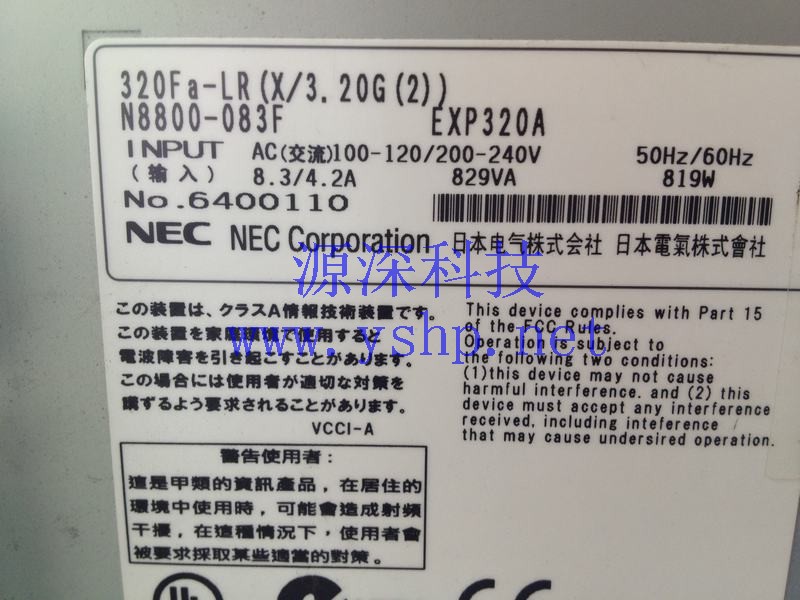 320Fa-LR(X/3.20G(2))
N8800-083F EXP320A
INPUT AC(交流)100-120/200-240V 50Hz/60Hz
(输入) 8.3/4.2A 829VA 819W
No.6400110
NEC NEC Corporation 日本电气株式会社 日本電氣株式會社
源深科技
www.yshp.net
この装置は、クラスA情報技術装置です。
この装置を家庭環境で使用すると
電波障害を引き起こすことがあります。
この場合には使用者が適切な対策を
講ずるよう要求されることがあります。
VCCI-A
This device complies with Part 15
of the FCC Rules.
Operation is subject to
the following two conditions:
(1)this device may not cause
harmful interference. and (2) this
device must accept any interference
received, including inteference
that may cause undersired operation.
警告使用者:
這是甲類的資訊產品,在居住的
環境中使用時,可能會造成射頻
干擾,在這種情況下,使用者會
被要求採取某些適當的對策。
UL
CE